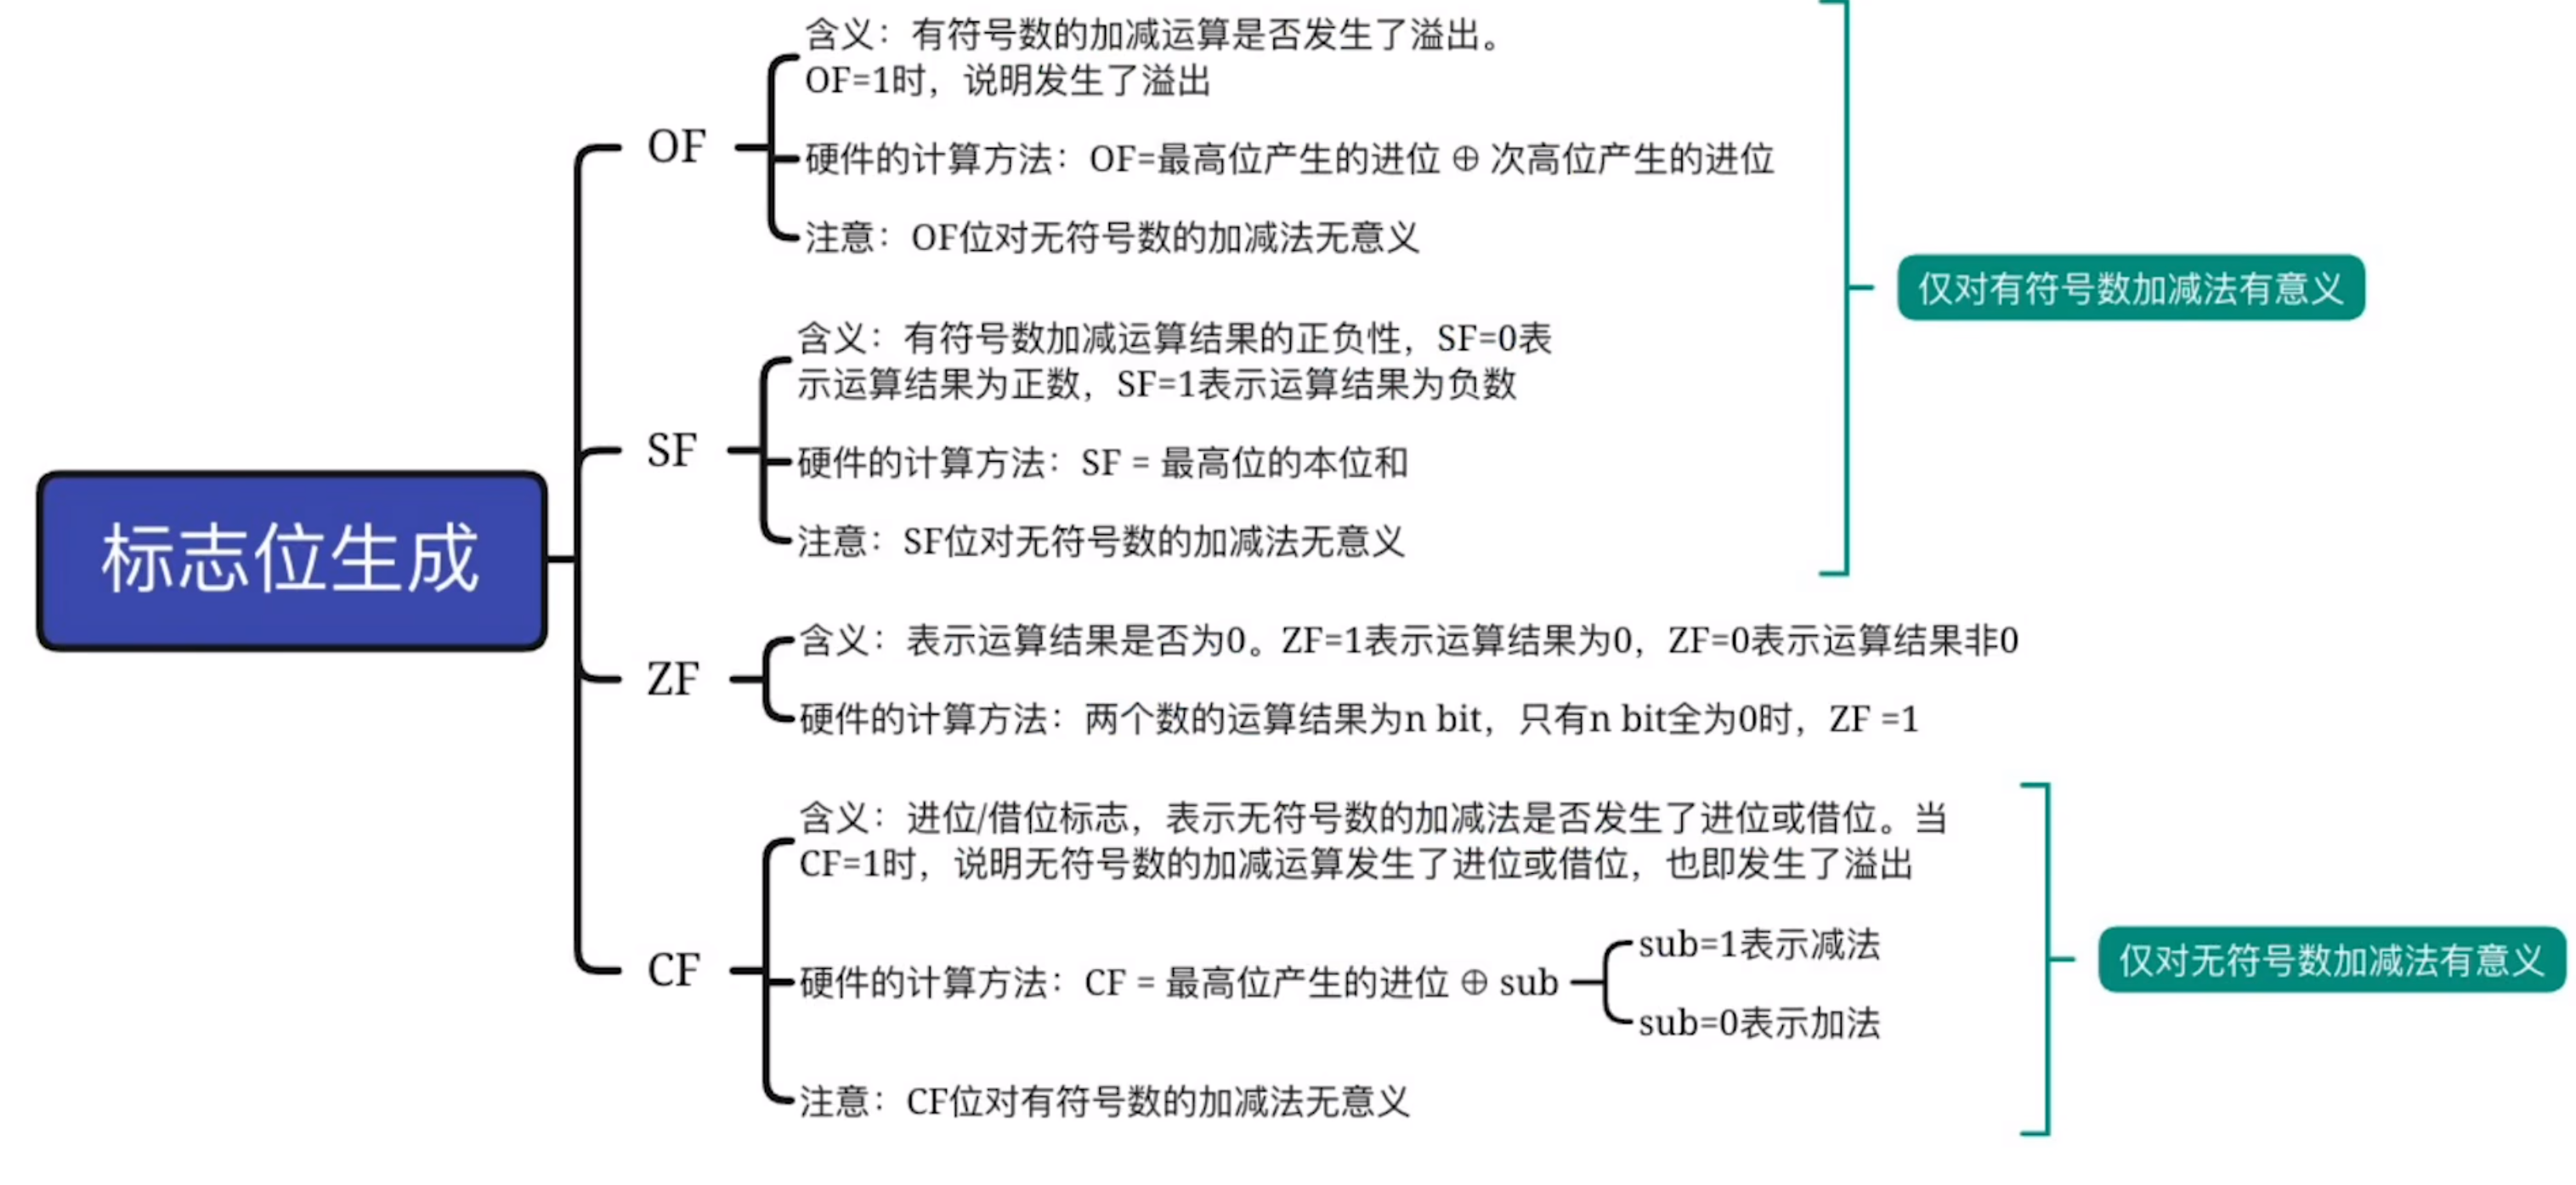 标志位生成
OF
含义：有符号数的加减运算是否发生了溢出。
OF=1时，说明发生了溢出
硬件的计算方法：OF=最高位产生的进位 ⊕ 次高位产生的进位
注意：OF位对无符号数的加减法无意义
SF
含义：有符号数加减运算结果的正负性，SF=0表
示运算结果为正数，SF=1表示运算结果为负数
硬件的计算方法：SF = 最高位的本位和
注意：SF位对无符号数的加减法无意义
仅对有符号数加减法有意义
ZF
含义：表示运算结果是否为0。ZF=1表示运算结果为0，ZF=0表示运算结果非0
硬件的计算方法：两个数的运算结果为n bit，只有n bit全为0时，ZF =1
CF
含义：进位/借位标志，表示无符号数的加减法是否发生了进位或借位。当
CF=1时，说明无符号数的加减运算发生了进位或借位，也即发生了溢出
硬件的计算方法：CF = 最高位产生的进位 ⊕ sub
sub=1表示减法
sub=0表示加法
注意：CF位对有符号数的加减法无意义
仅对无符号数加减法有意义